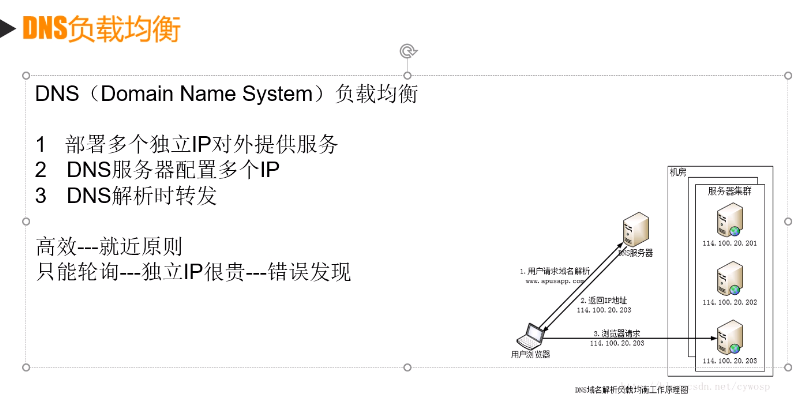 DNS负载均衡
DNS（Domain Name System）负载均衡
1 部署多个独立IP对外提供服务
2 DNS服务器配置多个IP
3 DNS解析时转发
高效---就近原则
只能轮询---独立IP很贵---错误发现
机房
服务器集群
114.100.20.201
DNS服务器
1.用户请求域名解析
www.apusapp.com
2.返回IP地址
114.100.20.203
114.100.20.202
3.浏览器请求
114.100.20.203
用户浏览器
114.100.20.203
DNS域名解析负载均衡工作原理图
csdn.net/cywosp